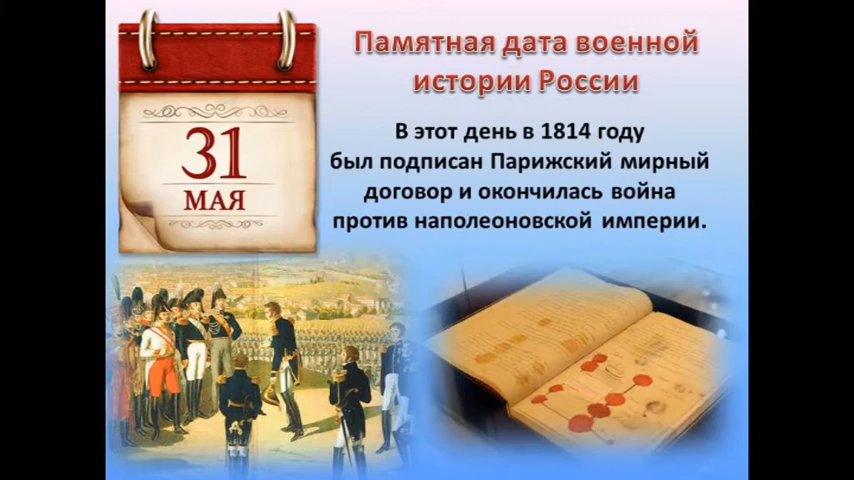 31
МАЯ
Памятная дата военной
истории России
В этот день в 1814 году
был подписан Парижский мирный
договор и окончилась война
против наполеоновской империи.